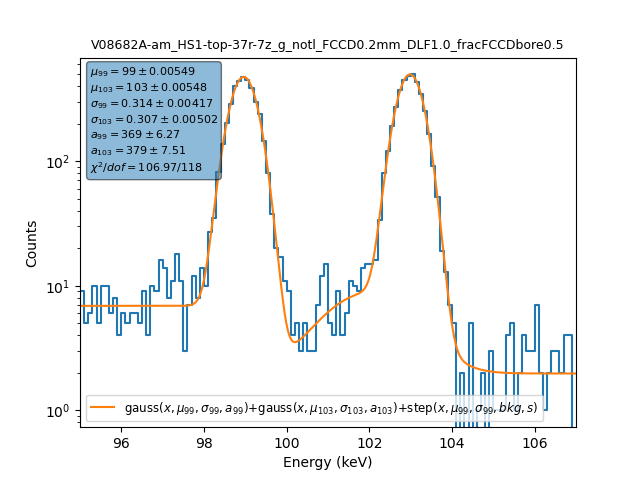 V08682A-am_HS1-top-37r-7z_g_notl_FCCD0.2mm_DLF1.0_fracFCCDbore0.5
μ₉₉ = 99 ± 0.00549
μ₁₀₃ = 103 ± 0.00548
σ₉₉ = 0.314 ± 0.00417
σ₁₀₃ = 0.307 ± 0.00502
a₉₉ = 369 ± 6.27
a₁₀₃ = 379 ± 7.51
χ²/dof = 106.97/118
Counts
10²
10¹
10⁰
gauss(x, μ₉₉, σ₉₉, a₉₉)+gauss(x, μ₁₀₃, σ₁₀₃, a₁₀₃)+step(x, μ₉₉, σ₉₉, bkg, s)
96 98 100 102 104 106
Energy (keV)